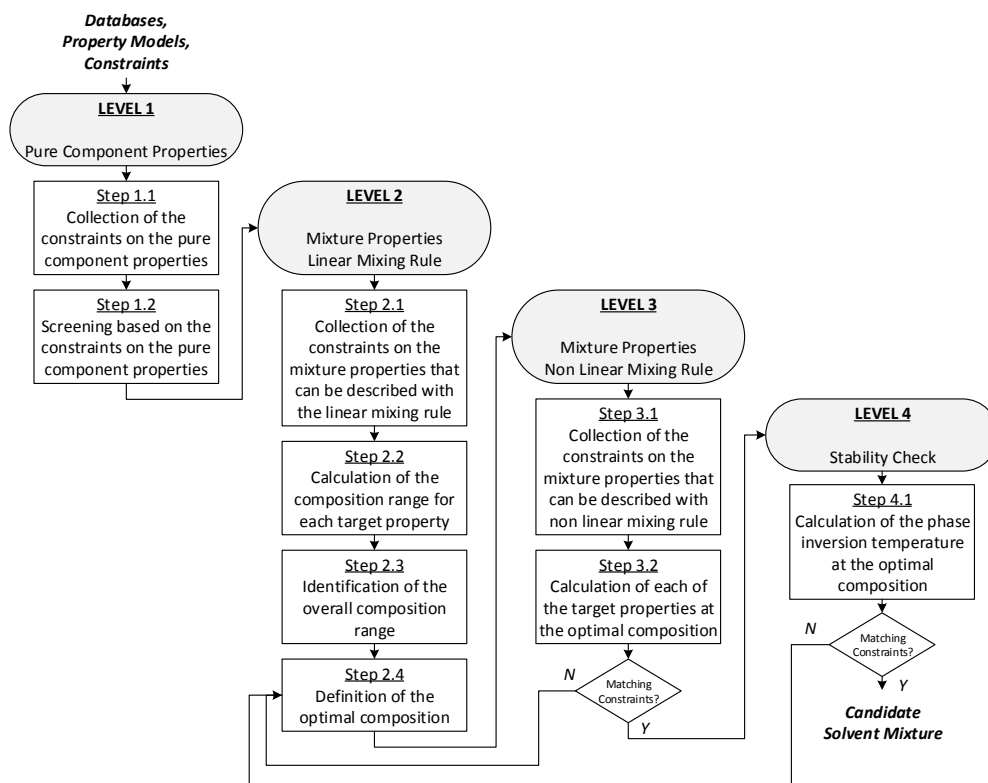 Databases,
Property Models,
Constraints
LEVEL 1
Pure Component Properties
Step 1.1
Collection of the
constraints on the pure
component properties
Step 1.2
Screening based on the
constraints on the pure
component properties
LEVEL 2
Mixture Properties
Linear Mixing Rule
Step 2.1
Collection of the
constraints on the
mixture properties that
can be described with
the linear mixing rule
Step 2.2
Calculation of the
composition range for
each target property
Step 2.3
Identification of the
overall composition
range
Step 2.4
Definition of the
optimal composition
LEVEL 3
Mixture Properties
Non Linear Mixing Rule
Step 3.1
Collection of the
constraints on the
mixture properties that
can be described with
non linear mixing rule
Step 3.2
Calculation of each of
the target properties at
the optimal composition
N
Matching
Constraints?
Y
LEVEL 4
Stability Check
Step 4.1
Calculation of the phase
inversion temperature
at the optimal
composition
N
Matching
Constraints?
Y
Candidate
Solvent Mixture